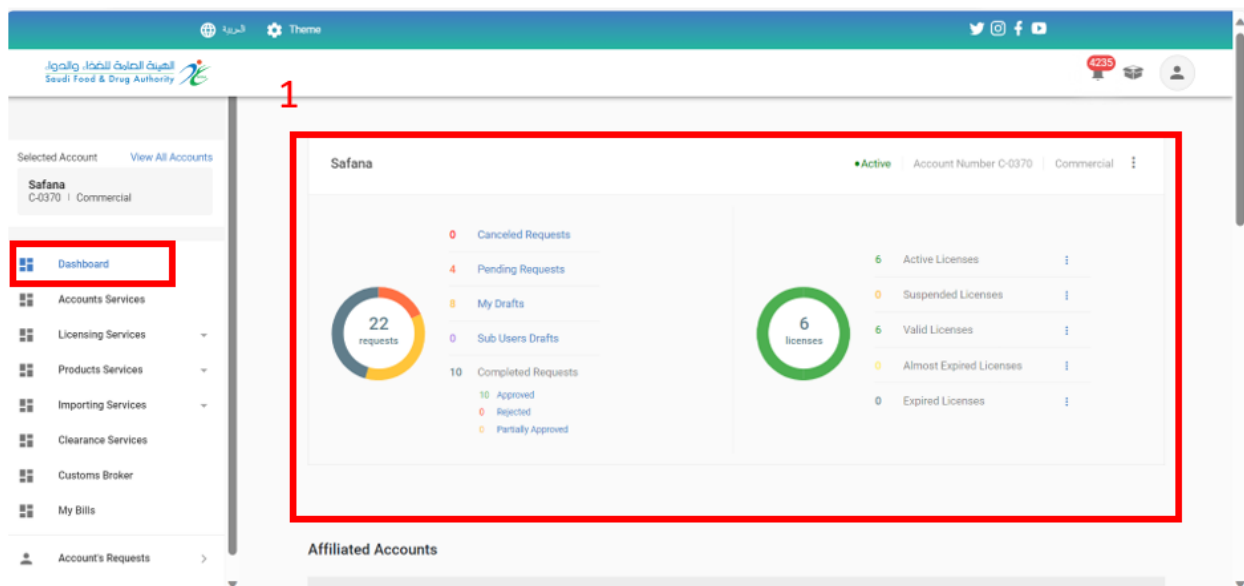 العربية
Theme
الهيئة العامة للغذاء والدواء
Saudi Food & Drug Authority
4235
1
Selected Account View All Accounts
Safana
C-0370 | Commercial
Dashboard
Accounts Services
Licensing Services
Products Services
Importing Services
Clearance Services
Customs Broker
My Bills
Account's Requests
Safana
Active
Account Number C-0370
Commercial
22
requests
0 Canceled Requests
4 Pending Requests
8 My Drafts
0 Sub Users Drafts
10 Completed Requests
10 Approved
0 Rejected
0 Partially Approved
6
licenses
6 Active Licenses
0 Suspended Licenses
6 Valid Licenses
0 Almost Expired Licenses
0 Expired Licenses
Affiliated Accounts